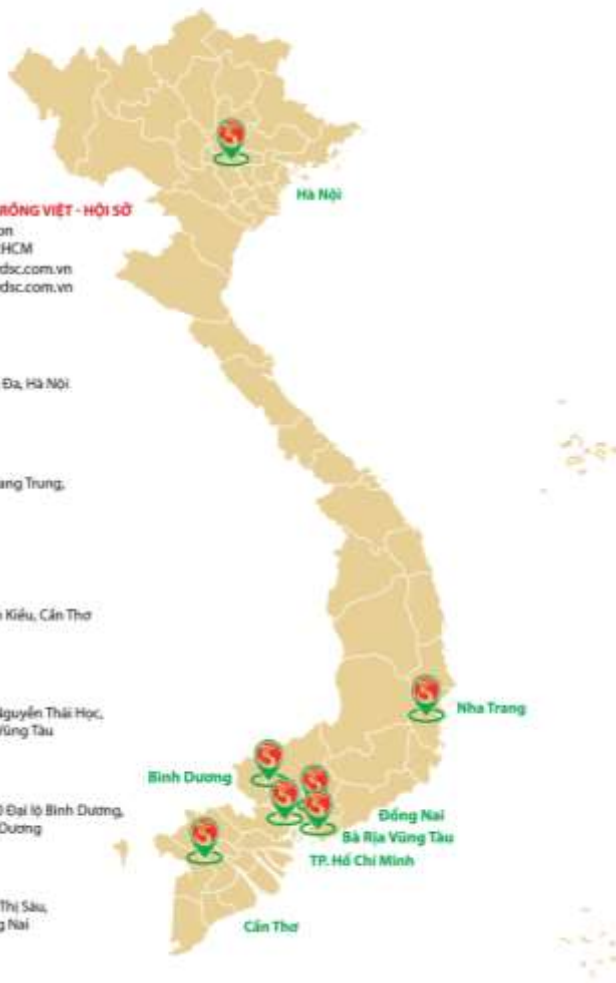 RỒNG VIỆT - HỘI SỞ
on
HCM
dsc.com.vn
dsc.com.vn
Đa, Hà Nội
ang Trung,
Kiều, Cần Thơ
Nguyễn Thái Học,
Vũng Tàu
Đại lộ Bình Dương,
Dương
Thị Sáu,
g Nai
Hà Nội
Nha Trang
Bình Dương
Đồng Nai
Bà Rịa Vũng Tàu
TP. Hồ Chí Minh
Cần Thơ